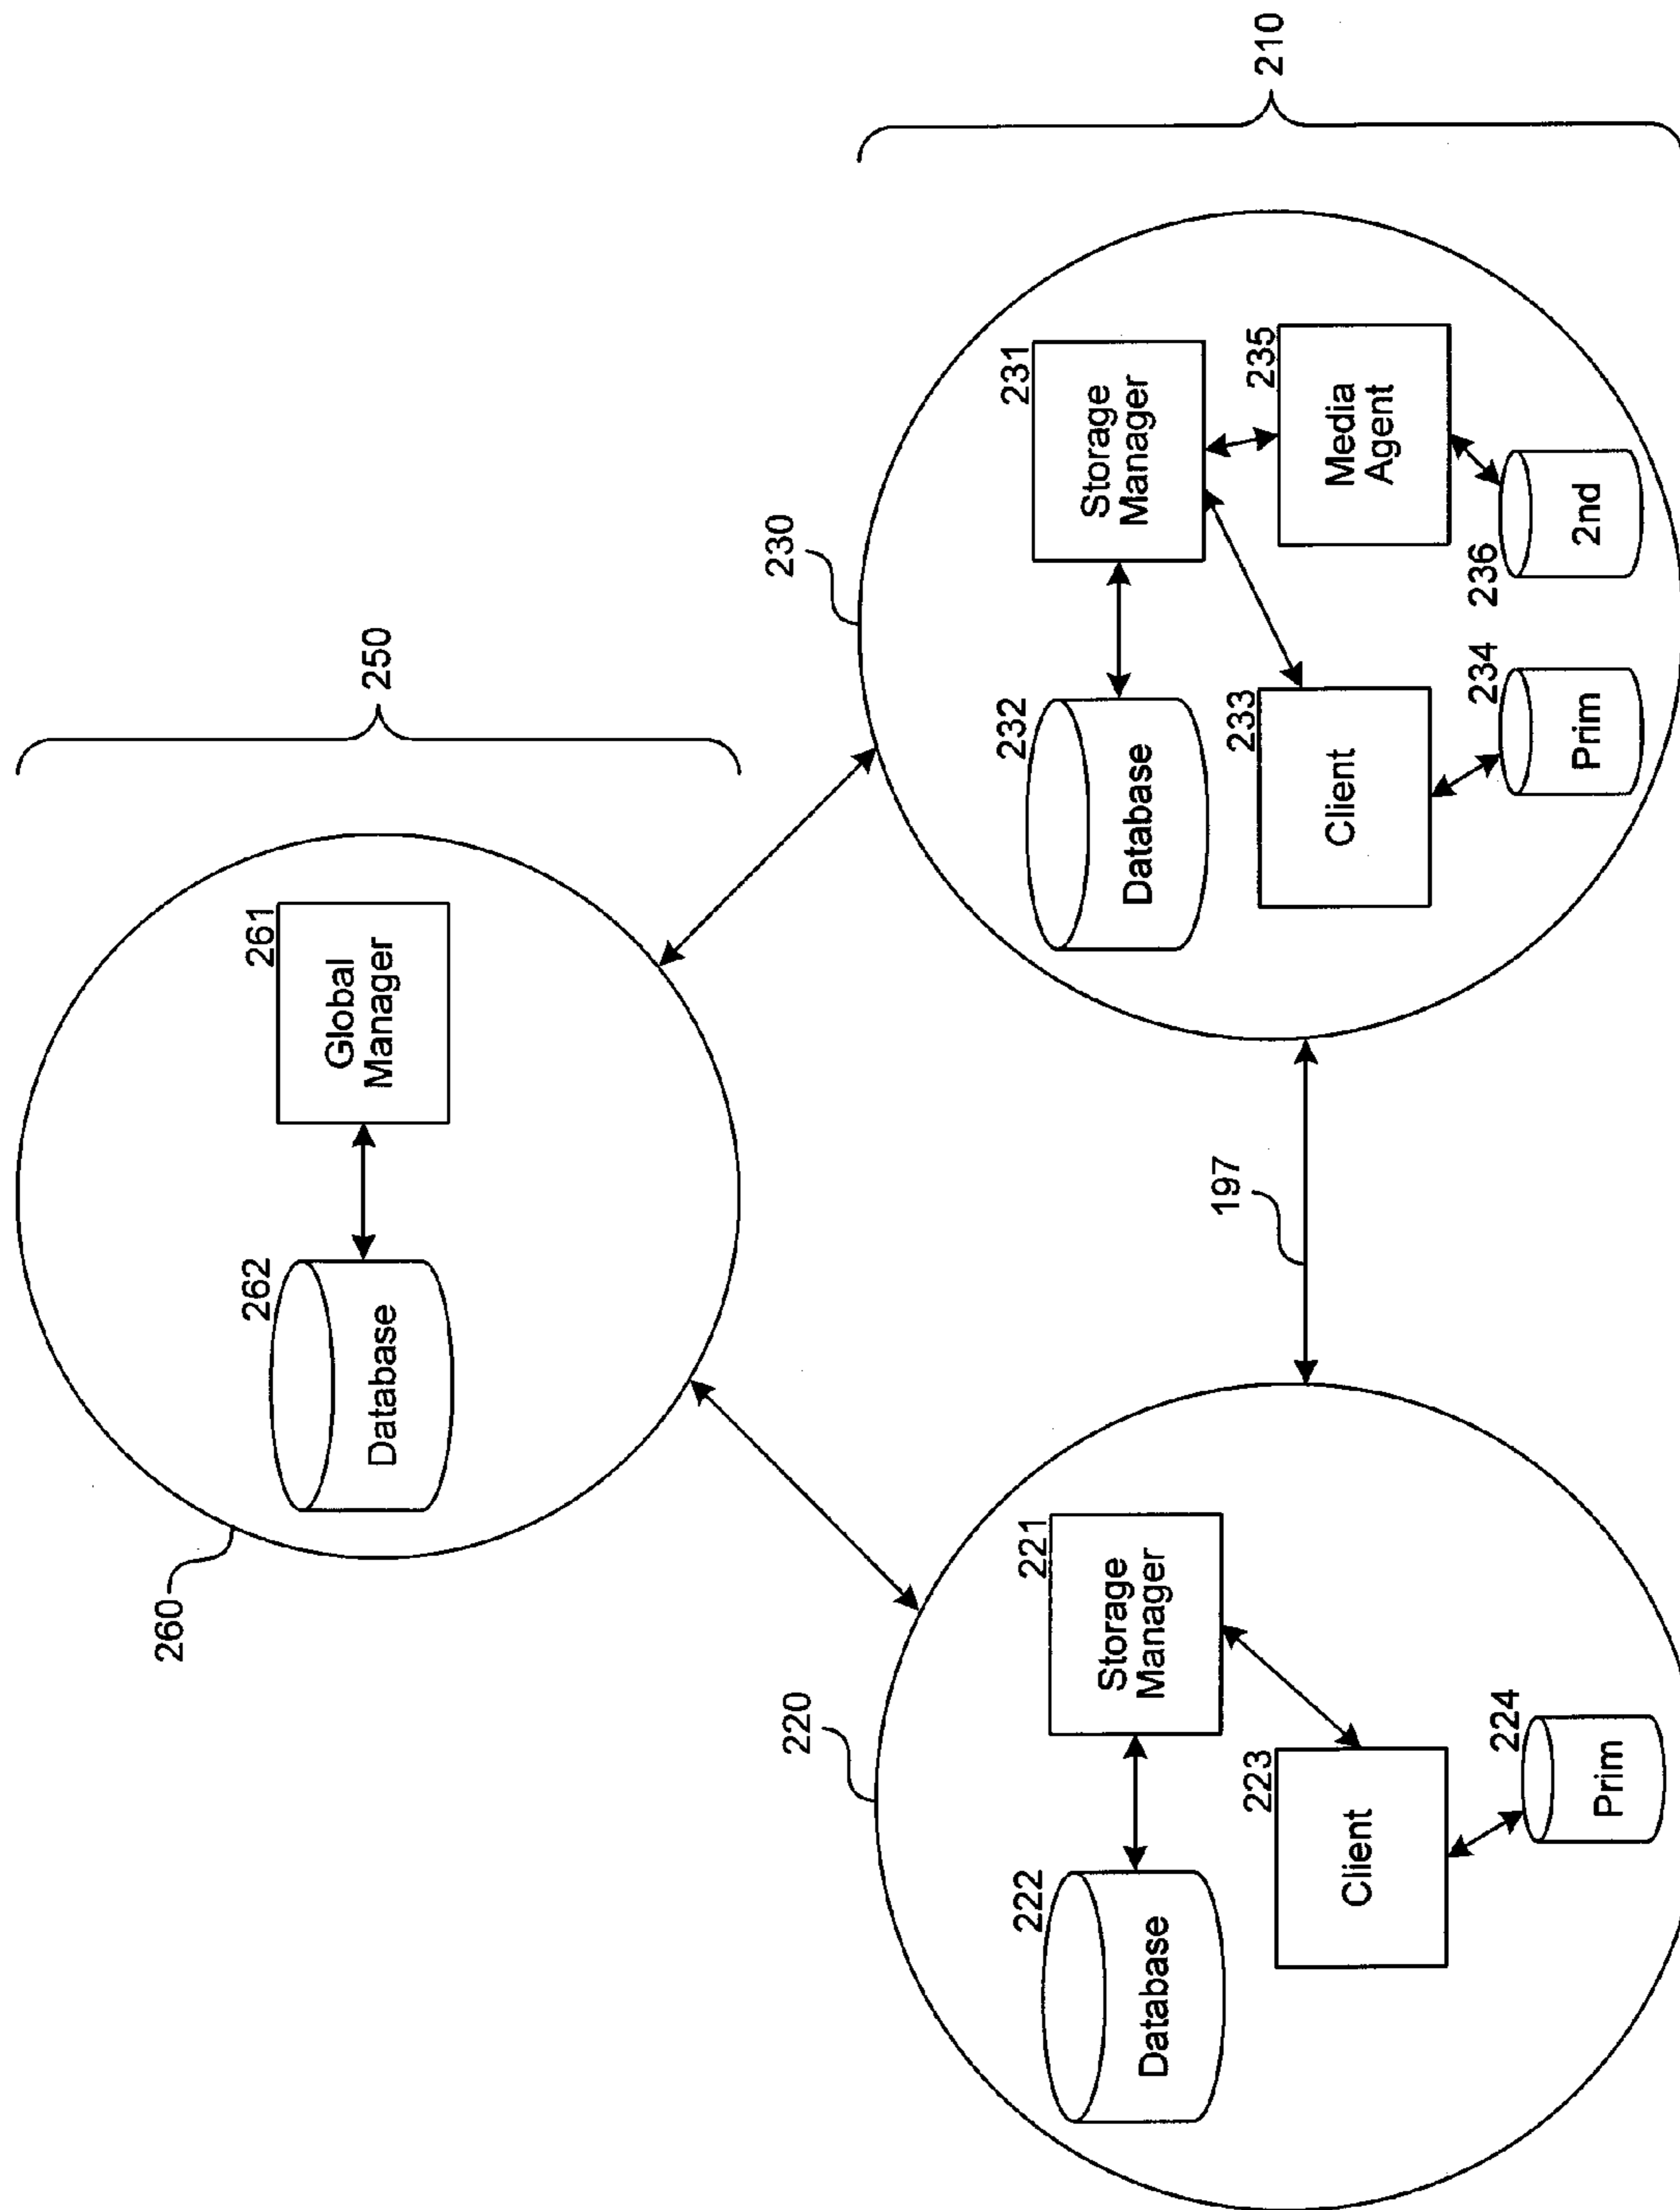 250
260
262
Database
261
Global
Manager
210
220
222
Database
221
Storage
Manager
223
Client
224
Prim
197
230
232
Database
231
Storage
Manager
233
Client
235
Media
Agent
234
Prim
236
2nd